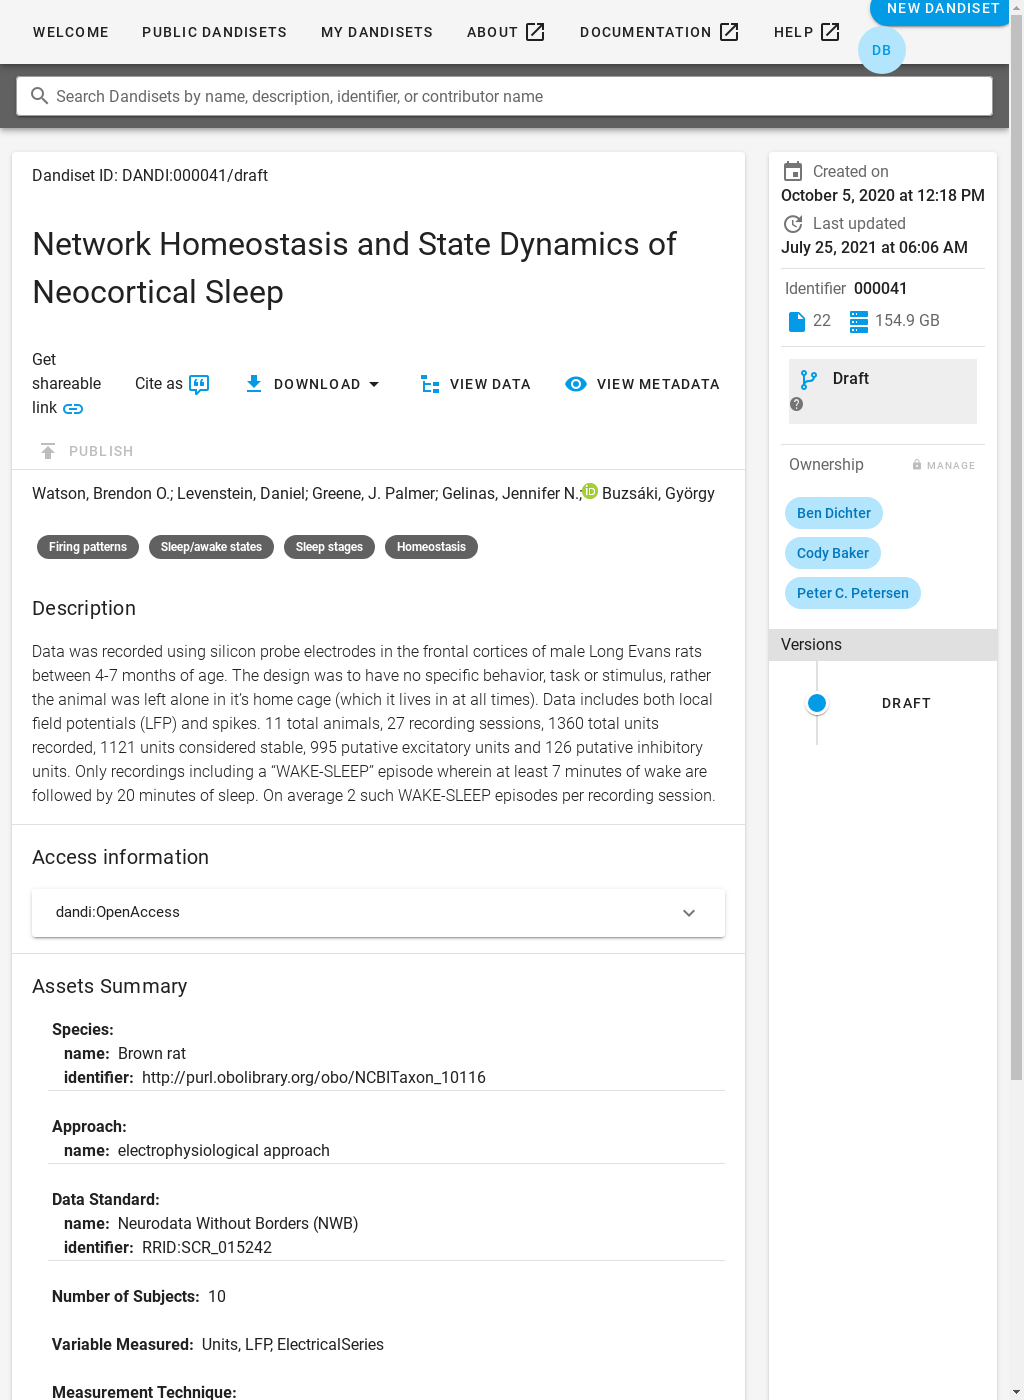 WELCOME PUBLIC DANDISETS MY DANDISETS ABOUT DOCUMENTATION HELP NEW DANDISET
DB
Search Dandisets by name, description, identifier, or contributor name
Dandiset ID: DANDI:000041/draft
Network Homeostasis and State Dynamics of
Neocortical Sleep
Get
shareable
link
Cite as
DOWNLOAD
VIEW DATA
VIEW METADATA
PUBLISH
Watson, Brendon O.; Levenstein, Daniel; Greene, J. Palmer; Gelinas, Jennifer N.; iD Buzsáki, György
Firing patterns Sleep/awake states Sleep stages Homeostasis
Description
Data was recorded using silicon probe electrodes in the frontal cortices of male Long Evans rats
between 4-7 months of age. The design was to have no specific behavior, task or stimulus, rather
the animal was left alone in it’s home cage (which it lives in at all times). Data includes both local
field potentials (LFP) and spikes. 11 total animals, 27 recording sessions, 1360 total units
recorded, 1121 units considered stable, 995 putative excitatory units and 126 putative inhibitory
units. Only recordings including a “WAKE-SLEEP” episode wherein at least 7 minutes of wake are
followed by 20 minutes of sleep. On average 2 such WAKE-SLEEP episodes per recording session.
Access information
dandi:OpenAccess
Assets Summary
Species:
name: Brown rat
identifier: http://purl.obolibrary.org/obo/NCBITaxon_10116
Approach:
name: electrophysiological approach
Data Standard:
name: Neurodata Without Borders (NWB)
identifier: RRID:SCR_015242
Number of Subjects: 10
Variable Measured: Units, LFP, ElectricalSeries
Measurement Technique:
Created on
October 5, 2020 at 12:18 PM
Last updated
July 25, 2021 at 06:06 AM
Identifier 000041
22 154.9 GB
Draft
?
Ownership MANAGE
Ben Dichter
Cody Baker
Peter C. Petersen
Versions
DRAFT